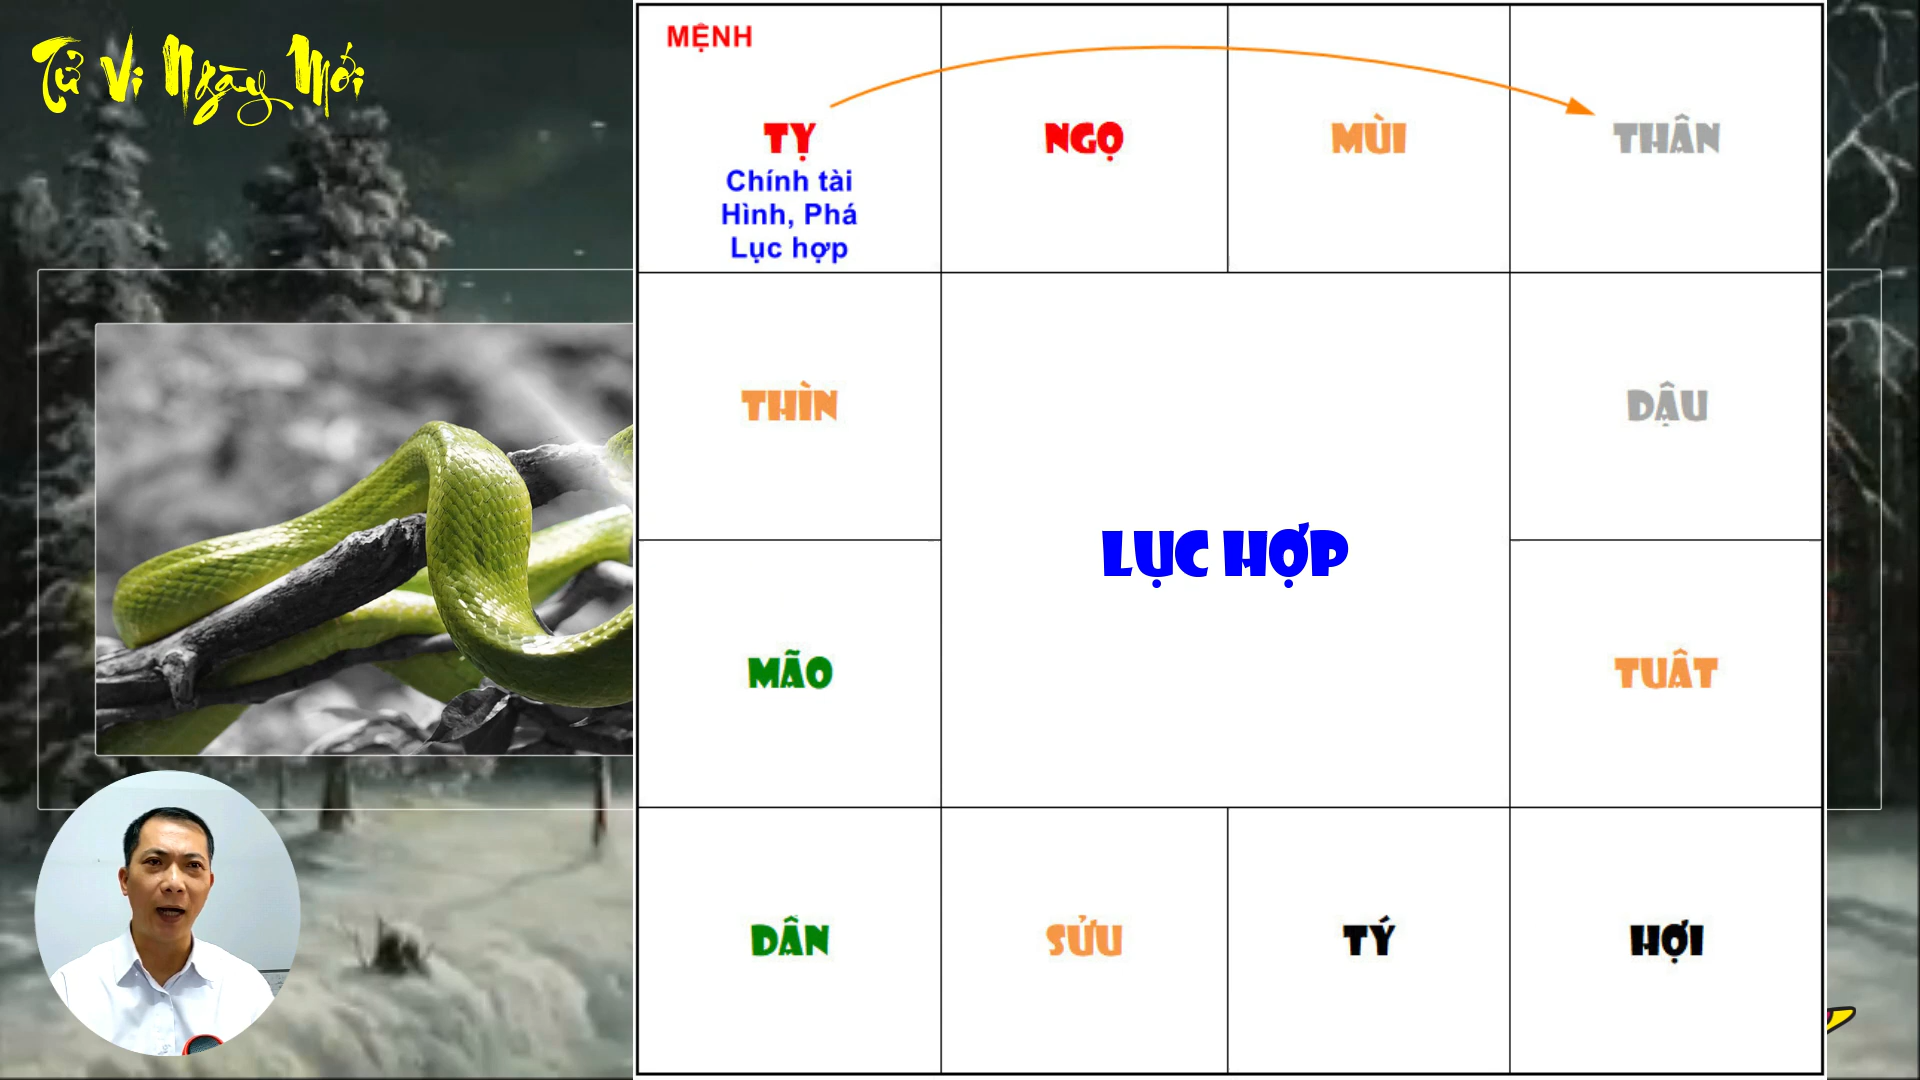 Tử Vi Ngày Mới
MỆNH
TỴ
Chính tài
Hình, Phá
Lục hợp
NGỌ
MÙI
THÂN
THÌN
DẬU
LỤC HỢP
MÃO
TUẤT
DẦN
SỬU
TÝ
HỢI